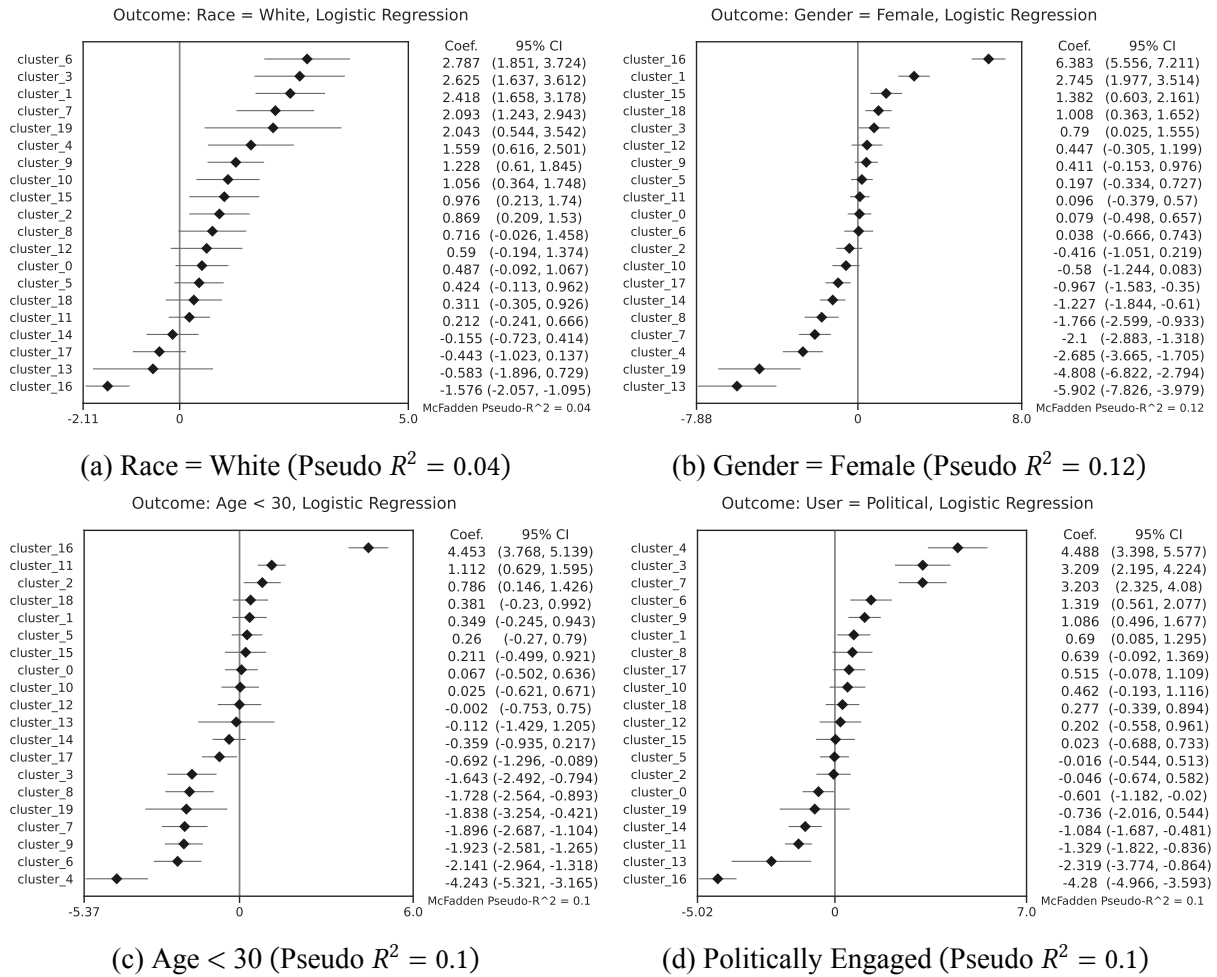 Outcome: Race = White, Logistic Regression
Coef. 95% CI
cluster_6 2.787 (1.851, 3.724)
cluster_3 2.625 (1.637, 3.612)
cluster_1 2.418 (1.658, 3.178)
cluster_7 2.093 (1.243, 2.943)
cluster_19 2.043 (0.544, 3.542)
cluster_4 1.559 (0.616, 2.501)
cluster_9 1.228 (0.61, 1.845)
cluster_10 1.056 (0.364, 1.748)
cluster_15 0.976 (0.213, 1.74)
cluster_2 0.869 (0.209, 1.53)
cluster_8 0.716 (-0.026, 1.458)
cluster_12 0.59 (-0.194, 1.374)
cluster_0 0.487 (-0.092, 1.067)
cluster_5 0.424 (-0.113, 0.962)
cluster_18 0.311 (-0.305, 0.926)
cluster_11 0.212 (-0.241, 0.666)
cluster_14 -0.155 (-0.723, 0.414)
cluster_17 -0.443 (-1.023, 0.137)
cluster_13 -0.583 (-1.896, 0.729)
cluster_16 -1.576 (-2.057, -1.095)
-2.11 0 5.0 McFadden Pseudo-R^2 = 0.04
(a) Race = White (Pseudo R² = 0.04)
Outcome: Gender = Female, Logistic Regression
Coef. 95% CI
cluster_16 6.383 (5.556, 7.211)
cluster_1 2.745 (1.977, 3.514)
cluster_15 1.382 (0.603, 2.161)
cluster_18 1.008 (0.363, 1.652)
cluster_3 0.79 (0.025, 1.555)
cluster_12 0.447 (-0.305, 1.199)
cluster_9 0.411 (-0.153, 0.976)
cluster_5 0.197 (-0.334, 0.727)
cluster_11 0.096 (-0.379, 0.57)
cluster_0 0.079 (-0.498, 0.657)
cluster_6 0.038 (-0.666, 0.743)
cluster_2 -0.416 (-1.051, 0.219)
cluster_10 -0.58 (-1.244, 0.083)
cluster_17 -0.967 (-1.583, -0.35)
cluster_14 -1.227 (-1.844, -0.61)
cluster_8 -1.766 (-2.599, -0.933)
cluster_7 -2.1 (-2.883, -1.318)
cluster_4 -2.685 (-3.665, -1.705)
cluster_19 -4.808 (-6.822, -2.794)
cluster_13 -5.902 (-7.826, -3.979)
-7.88 0 8.0 McFadden Pseudo-R^2 = 0.12
(b) Gender = Female (Pseudo R² = 0.12)
Outcome: Age < 30, Logistic Regression
Coef. 95% CI
cluster_16 4.453 (3.768, 5.139)
cluster_11 1.112 (0.629, 1.595)
cluster_2 0.786 (0.146, 1.426)
cluster_18 0.381 (-0.23, 0.992)
cluster_1 0.349 (-0.245, 0.943)
cluster_5 0.26 (-0.27, 0.79)
cluster_15 0.211 (-0.499, 0.921)
cluster_0 0.067 (-0.502, 0.636)
cluster_10 0.025 (-0.621, 0.671)
cluster_12 -0.002 (-0.753, 0.75)
cluster_13 -0.112 (-1.429, 1.205)
cluster_14 -0.359 (-0.935, 0.217)
cluster_17 -0.692 (-1.296, -0.089)
cluster_3 -1.643 (-2.492, -0.794)
cluster_8 -1.728 (-2.564, -0.893)
cluster_19 -1.838 (-3.254, -0.421)
cluster_7 -1.896 (-2.687, -1.104)
cluster_9 -1.923 (-2.581, -1.265)
cluster_6 -2.141 (-2.964, -1.318)
cluster_4 -4.243 (-5.321, -3.165)
-5.37 0 6.0 McFadden Pseudo-R^2 = 0.1
(c) Age < 30 (Pseudo R² = 0.1)
Outcome: User = Political, Logistic Regression
Coef. 95% CI
cluster_4 4.488 (3.398, 5.577)
cluster_3 3.209 (2.195, 4.224)
cluster_7 3.203 (2.325, 4.08)
cluster_6 1.319 (0.561, 2.077)
cluster_9 1.086 (0.496, 1.677)
cluster_1 0.69 (0.085, 1.295)
cluster_8 0.639 (-0.092, 1.369)
cluster_17 0.515 (-0.078, 1.109)
cluster_10 0.462 (-0.193, 1.116)
cluster_18 0.277 (-0.339, 0.894)
cluster_12 0.202 (-0.558, 0.961)
cluster_15 0.023 (-0.688, 0.733)
cluster_5 -0.016 (-0.544, 0.513)
cluster_2 -0.046 (-0.674, 0.582)
cluster_0 -0.601 (-1.182, -0.02)
cluster_19 -0.736 (-2.016, 0.544)
cluster_14 -1.084 (-1.687, -0.481)
cluster_11 -1.329 (-1.822, -0.836)
cluster_13 -2.319 (-3.774, -0.864)
cluster_16 -4.28 (-4.966, -3.593)
-5.02 0 7.0 McFadden Pseudo-R^2 = 0.1
(d) Politically Engaged (Pseudo R² = 0.1)